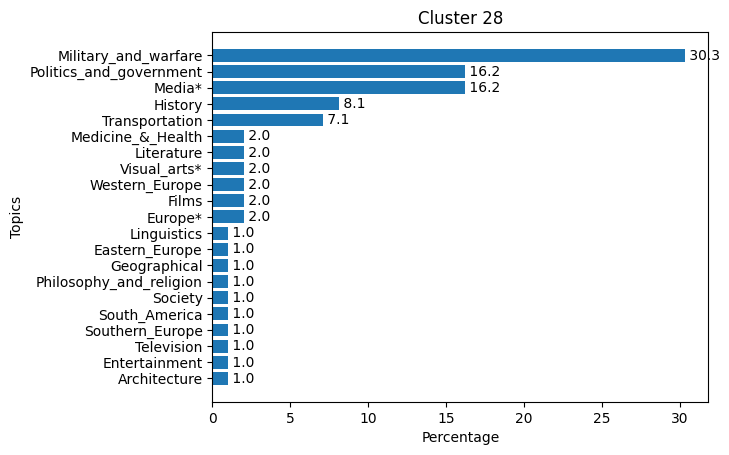 Cluster 28
Topics
Military_and_warfare 30.3
Politics_and_government 16.2
Media* 16.2
History 8.1
Transportation 7.1
Medicine_&_Health 2.0
Literature 2.0
Visual_arts* 2.0
Western_Europe 2.0
Films 2.0
Europe* 2.0
Linguistics 1.0
Eastern_Europe 1.0
Geographical 1.0
Philosophy_and_religion 1.0
Society 1.0
South_America 1.0
Southern_Europe 1.0
Television 1.0
Entertainment 1.0
Architecture 1.0
0 5 10 15 20 25 30
Percentage